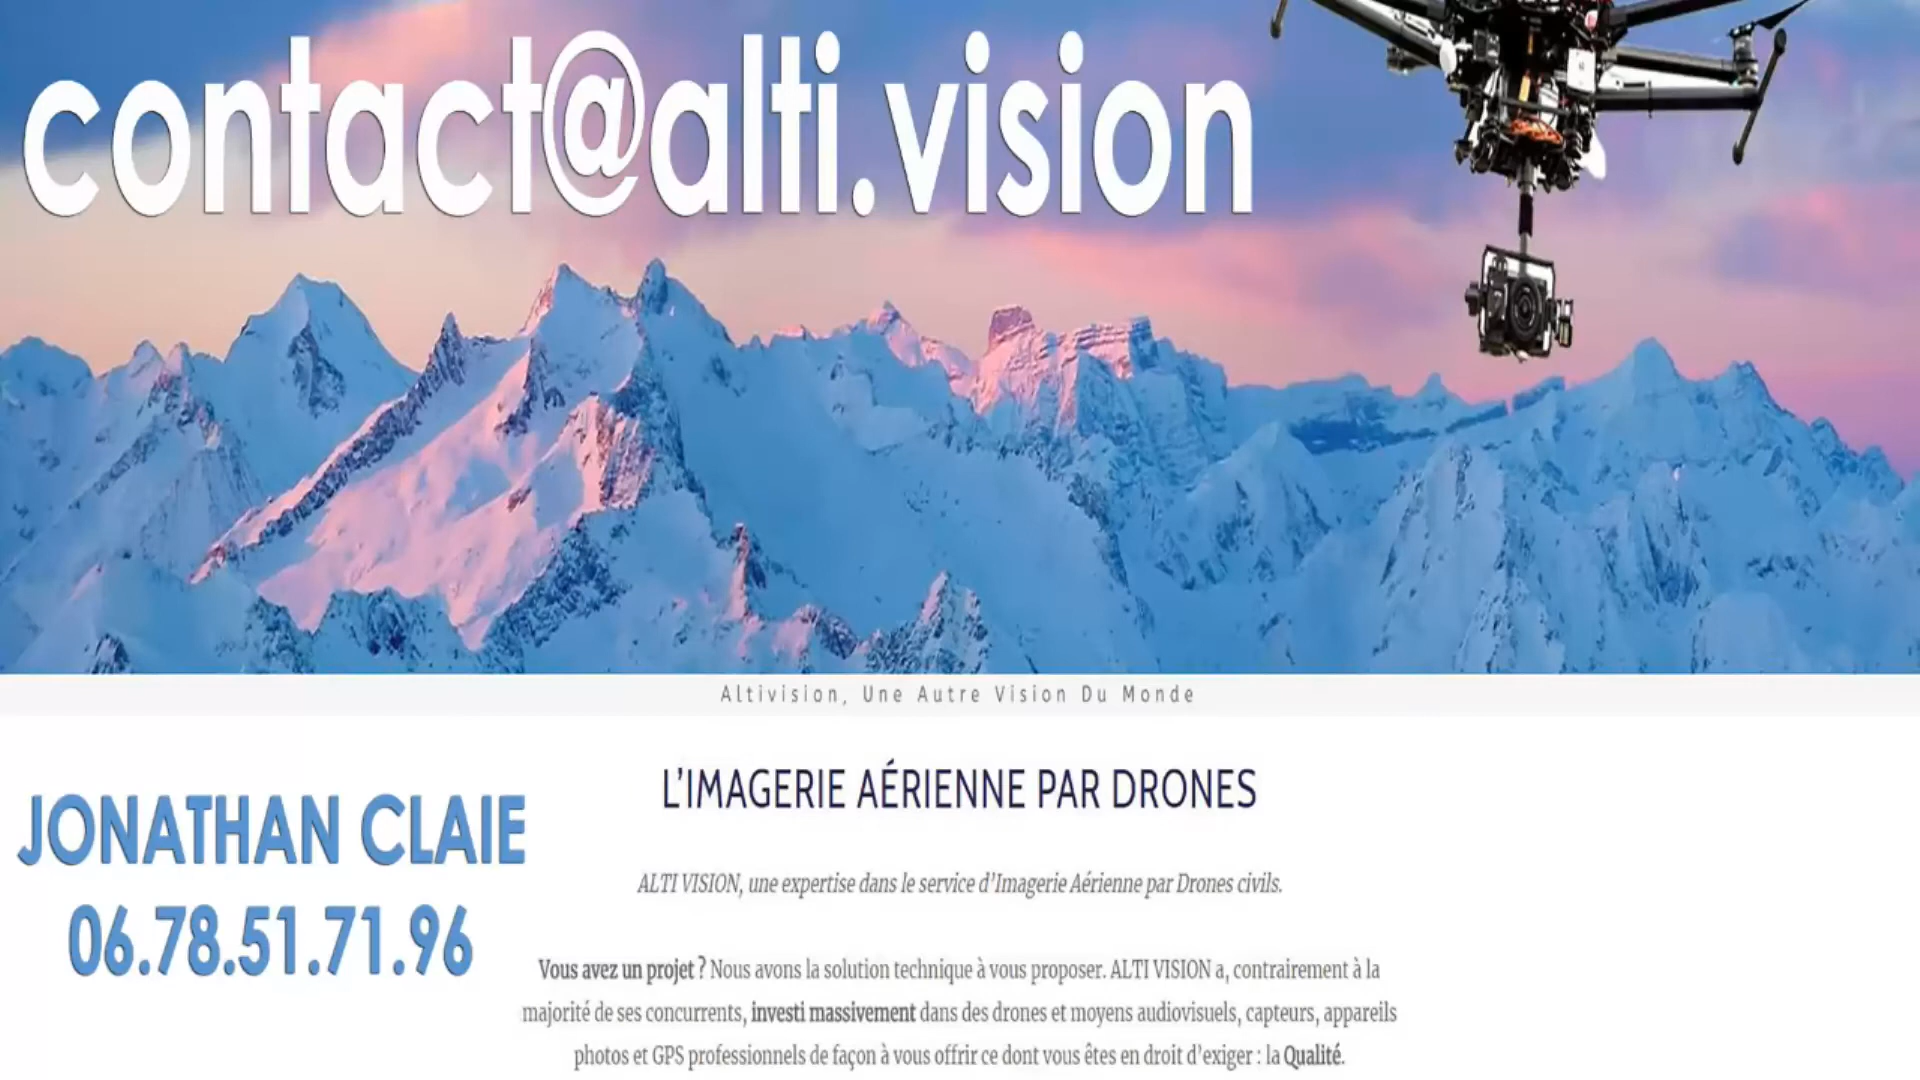 contact@alti.vision
Altivision, Une Autre Vision Du Monde
L’IMAGERIE AÉRIENNE PAR DRONES
JONATHAN CLAIE
06.78.51.71.96
ALTI VISION, une expertise dans le service d’Imagerie Aérienne par Drones civils.
Vous avez un projet ? Nous avons la solution technique à vous proposer. ALTI VISION a, contrairement à la
majorité de ses concurrents, investi massivement dans des drones et moyens audiovisuels, capteurs, appareils
photos et GPS professionnels de façon à vous offrir ce dont vous êtes en droit d’exiger : la Qualité.